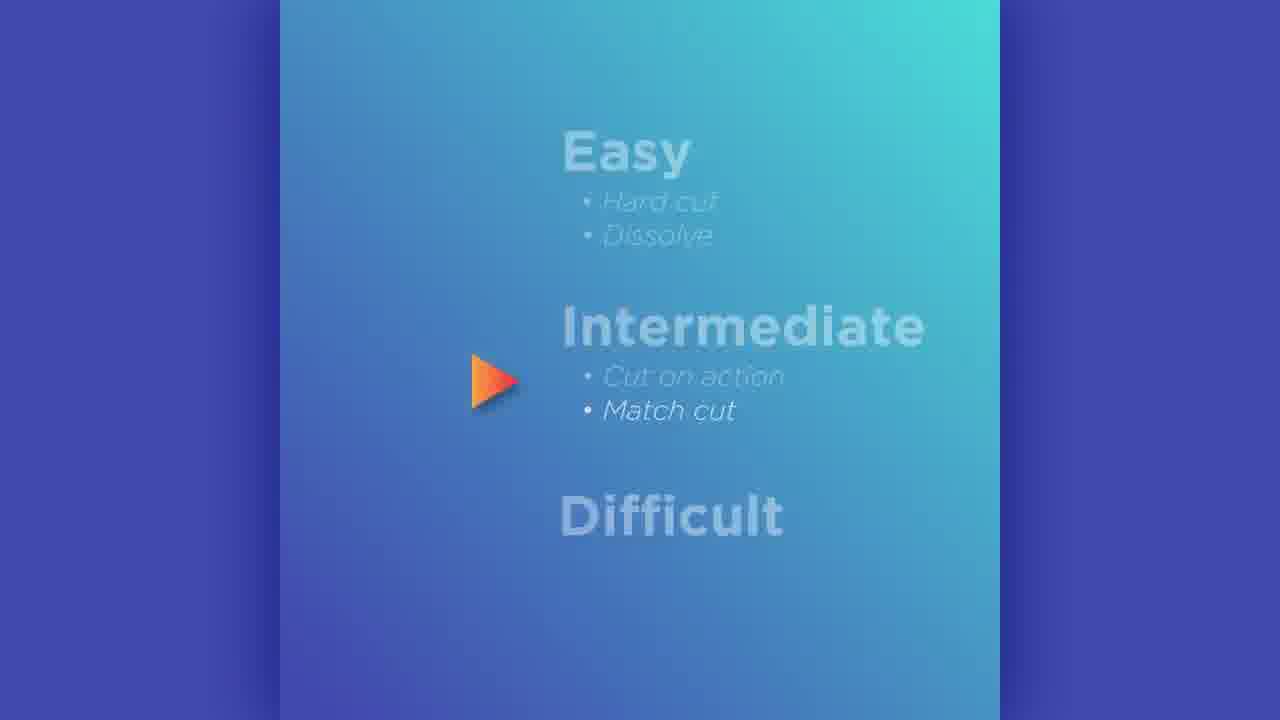 Easy
• Hard cut
• Dissolve
Intermediate
• Cut on action
• Match cut
Difficult